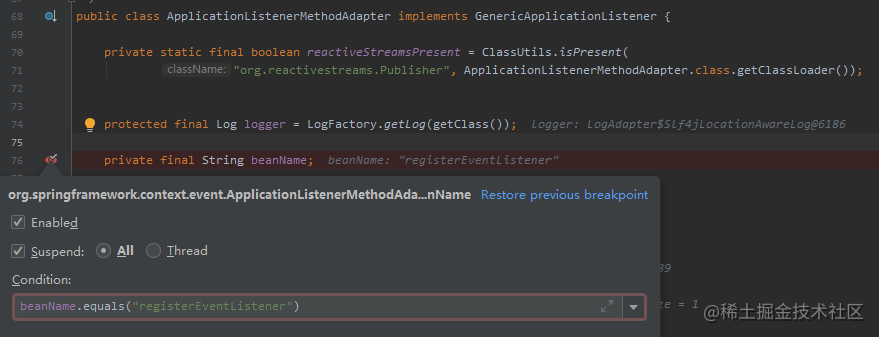 68 public class ApplicationListenerMethodAdapter implements GenericApplicationListener {
69
70 private static final boolean reactiveStreamsPresent = ClassUtils.isPresent(
71 className: "org.reactivestreams.Publisher", ApplicationListenerMethodAdapter.class.getClassLoader());
72
73
74 protected final Log logger = LogFactory.getLog(getClass()); logger: LogAdapter$Slf4jLocationAwareLog@6186
75
76 private final String beanName; beanName: "registerEventListener"
org.springframework.context.event.ApplicationListenerMethodAda...nName Restore previous breakpoint
Enabled
Suspend: All Thread
Condition:
beanName.equals("registerEventListener")
= 1
@稀土掘金技术社区